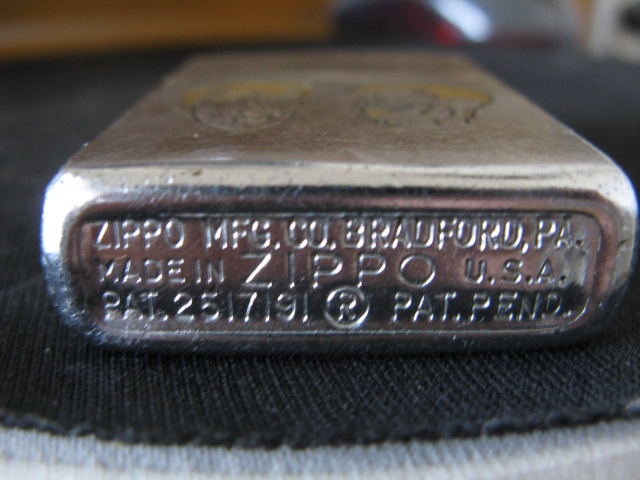 ZIPPO MFG. CO. BRADFORD, PA.
MADE IN ZIPPO U.S.A.
PAT. 2517191 ® PAT. PEND.